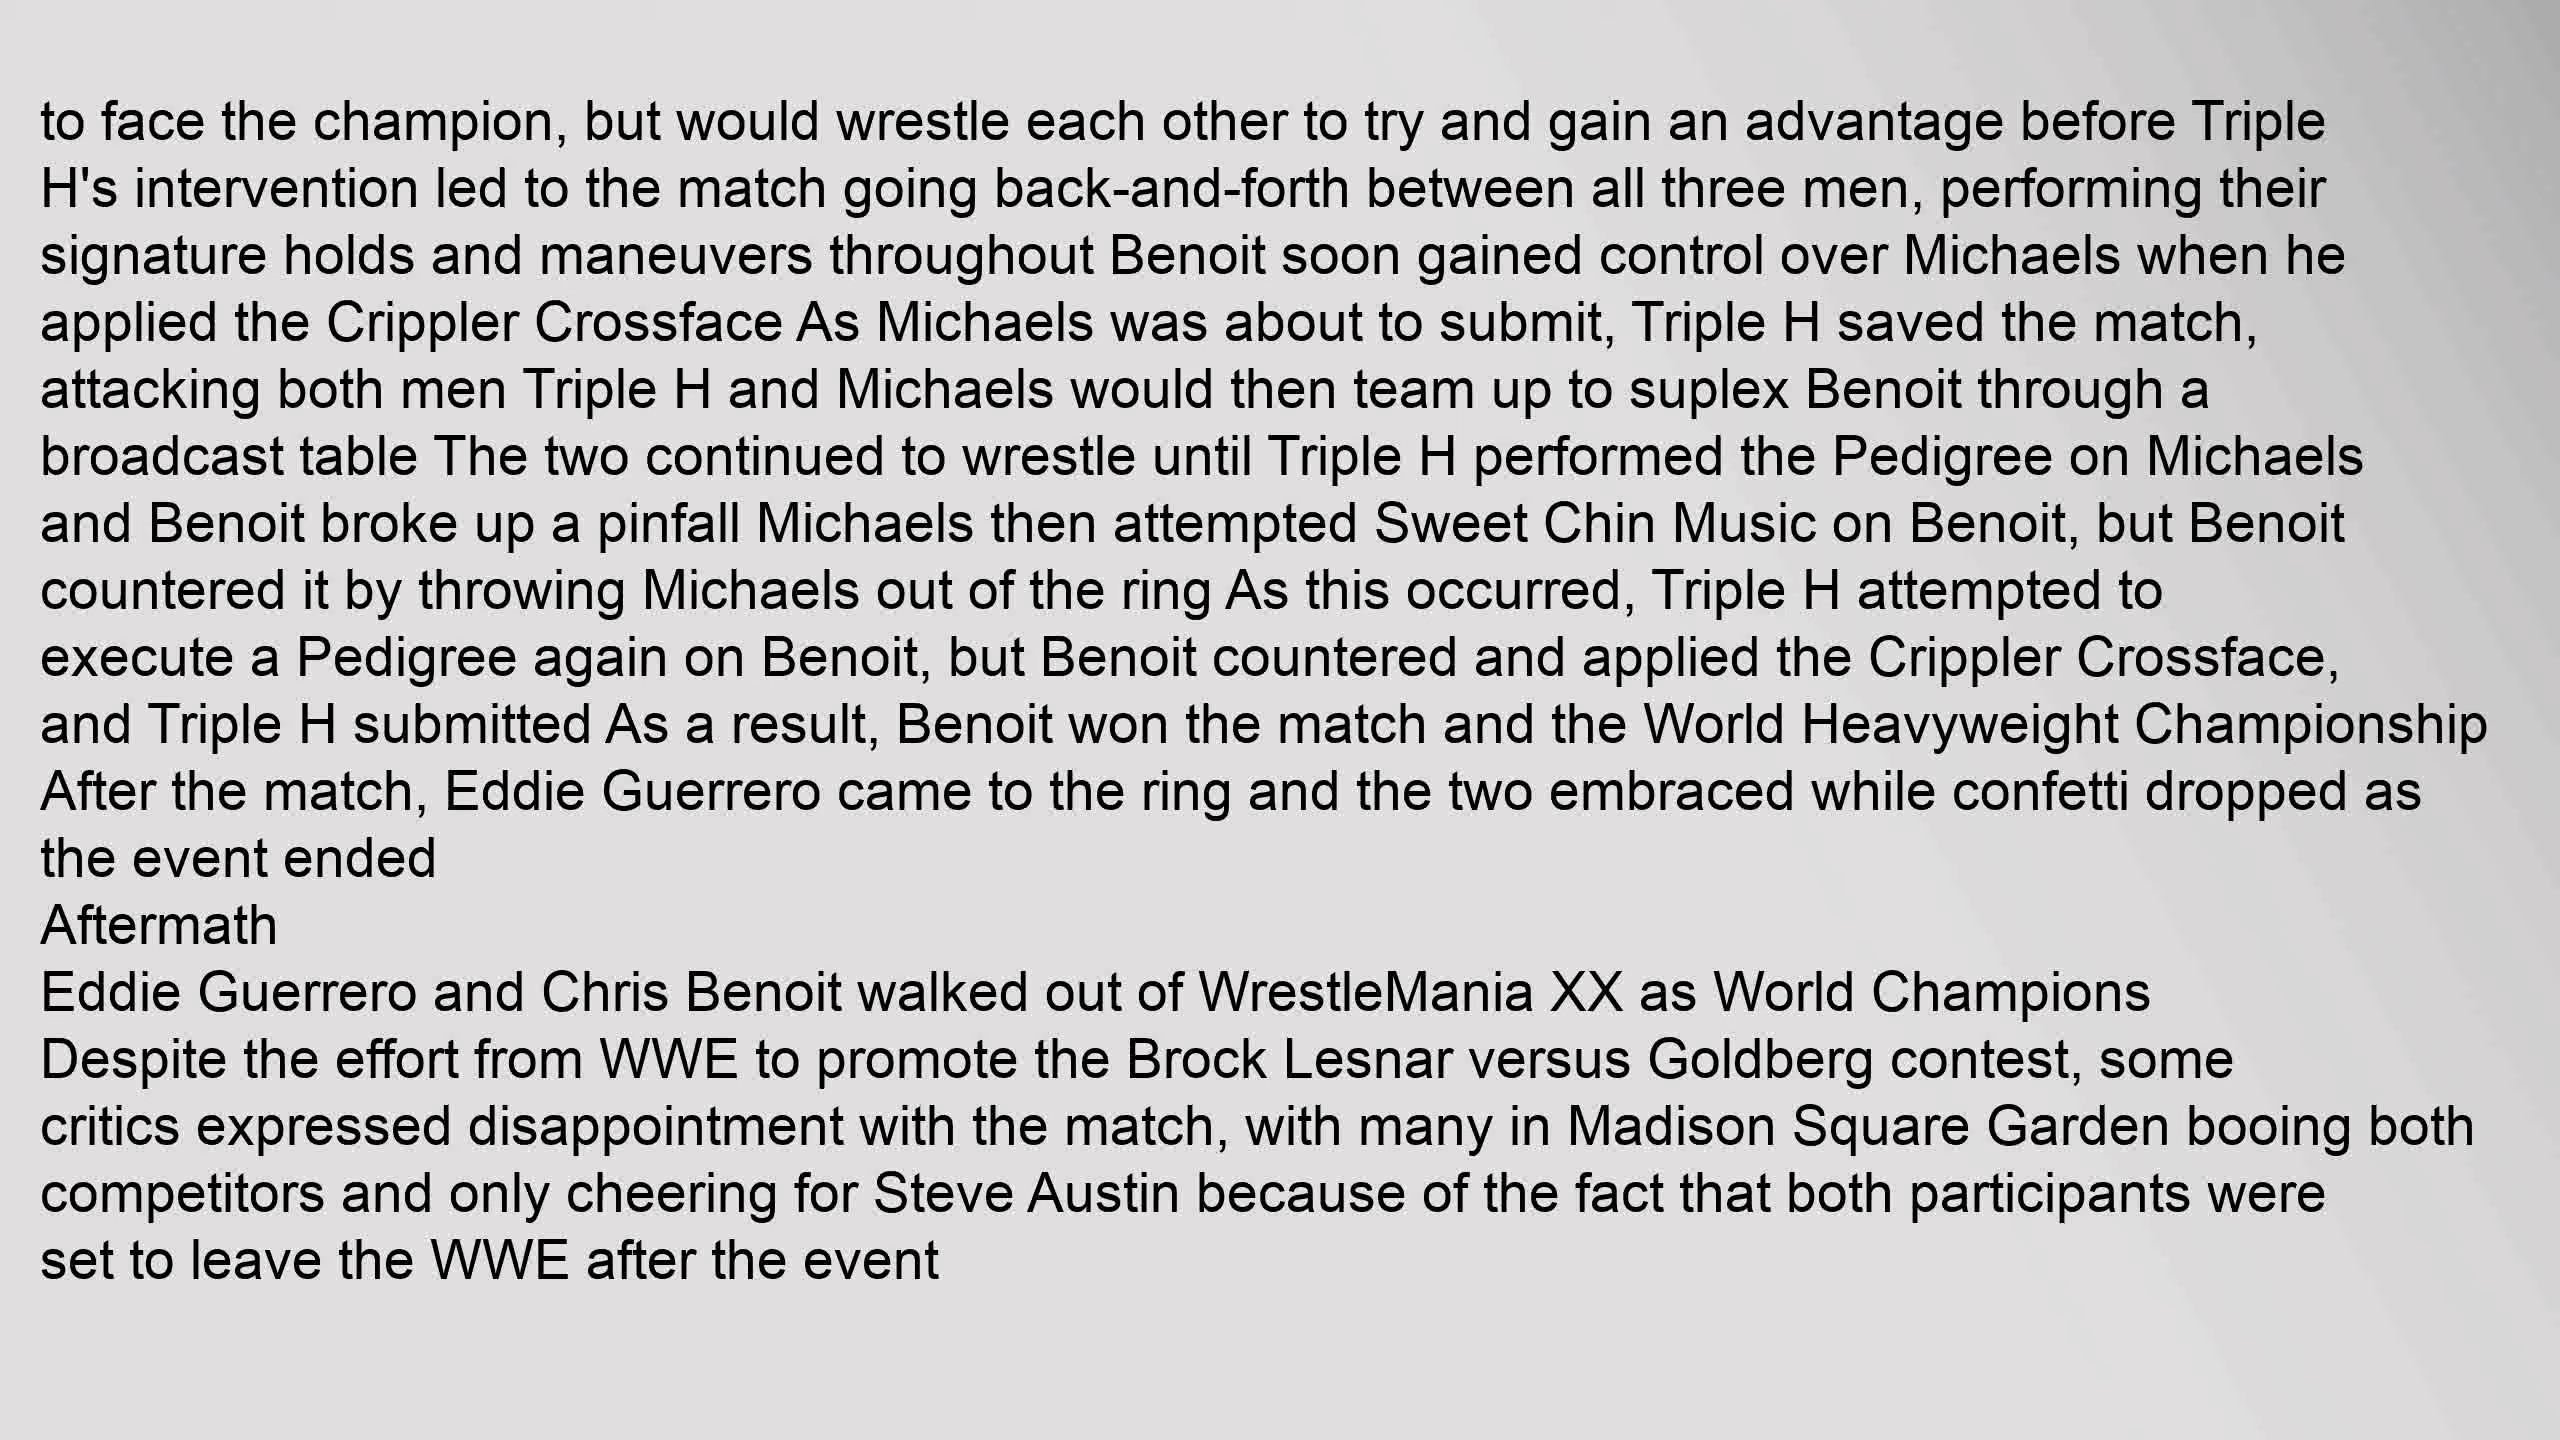 to face the champion, but would wrestle each other to try and gain an advantage before Triple
H's intervention led to the match going back-and-forth between all three men, performing their
signature holds and maneuvers throughout Benoit soon gained control over Michaels when he
applied the Crippler Crossface As Michaels was about to submit, Triple H saved the match,
attacking both men Triple H and Michaels would then team up to suplex Benoit through a
broadcast table The two continued to wrestle until Triple H performed the Pedigree on Michaels
and Benoit broke up a pinfall Michaels then attempted Sweet Chin Music on Benoit, but Benoit
countered it by throwing Michaels out of the ring As this occurred, Triple H attempted to
execute a Pedigree again on Benoit, but Benoit countered and applied the Crippler Crossface,
and Triple H submitted As a result, Benoit won the match and the World Heavyweight Championship
After the match, Eddie Guerrero came to the ring and the two embraced while confetti dropped as
the event ended
Aftermath
Eddie Guerrero and Chris Benoit walked out of WrestleMania XX as World Champions
Despite the effort from WWE to promote the Brock Lesnar versus Goldberg contest, some
critics expressed disappointment with the match, with many in Madison Square Garden booing both
competitors and only cheering for Steve Austin because of the fact that both participants were
set to leave the WWE after the event